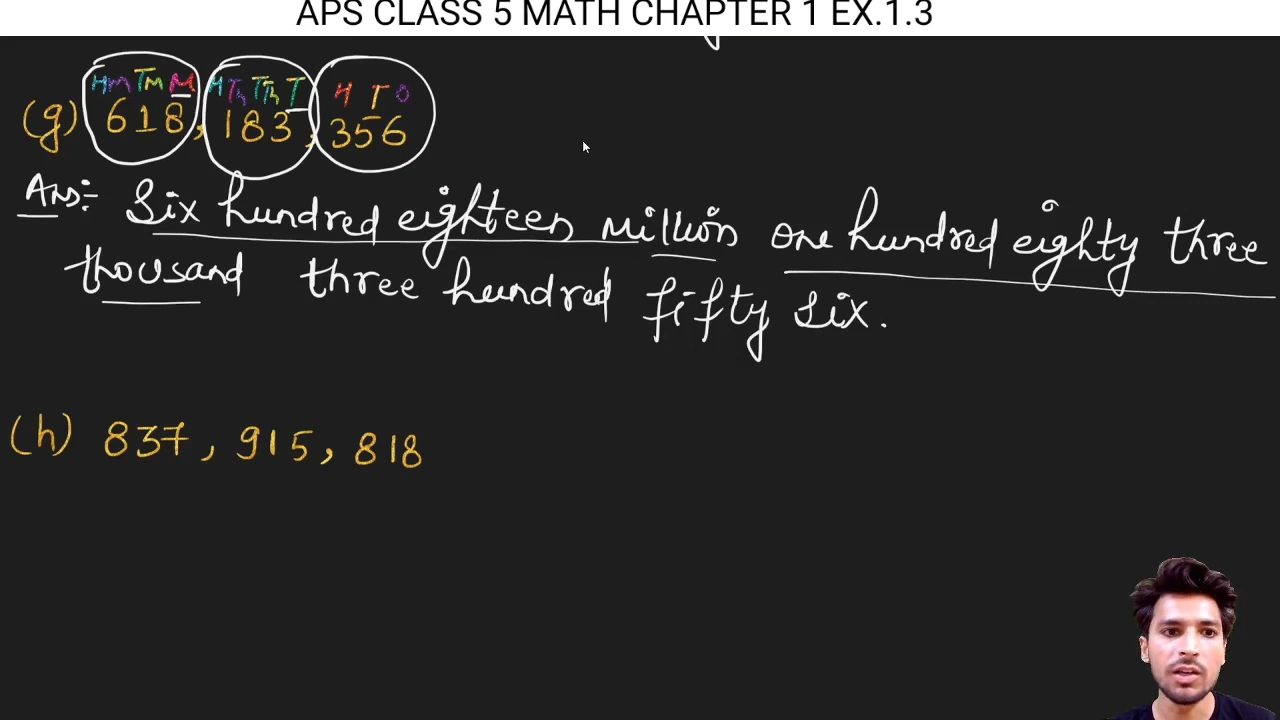 APS CLASS 5 MATH CHAPTER 1 EX.1.3
HM TM M HTh TTh T H T O
(g) 618, 183, 356
Ans:- Six hundred eighteen million one hundred eighty three
thousand three hundred fifty six.
(h) 837, 915, 818